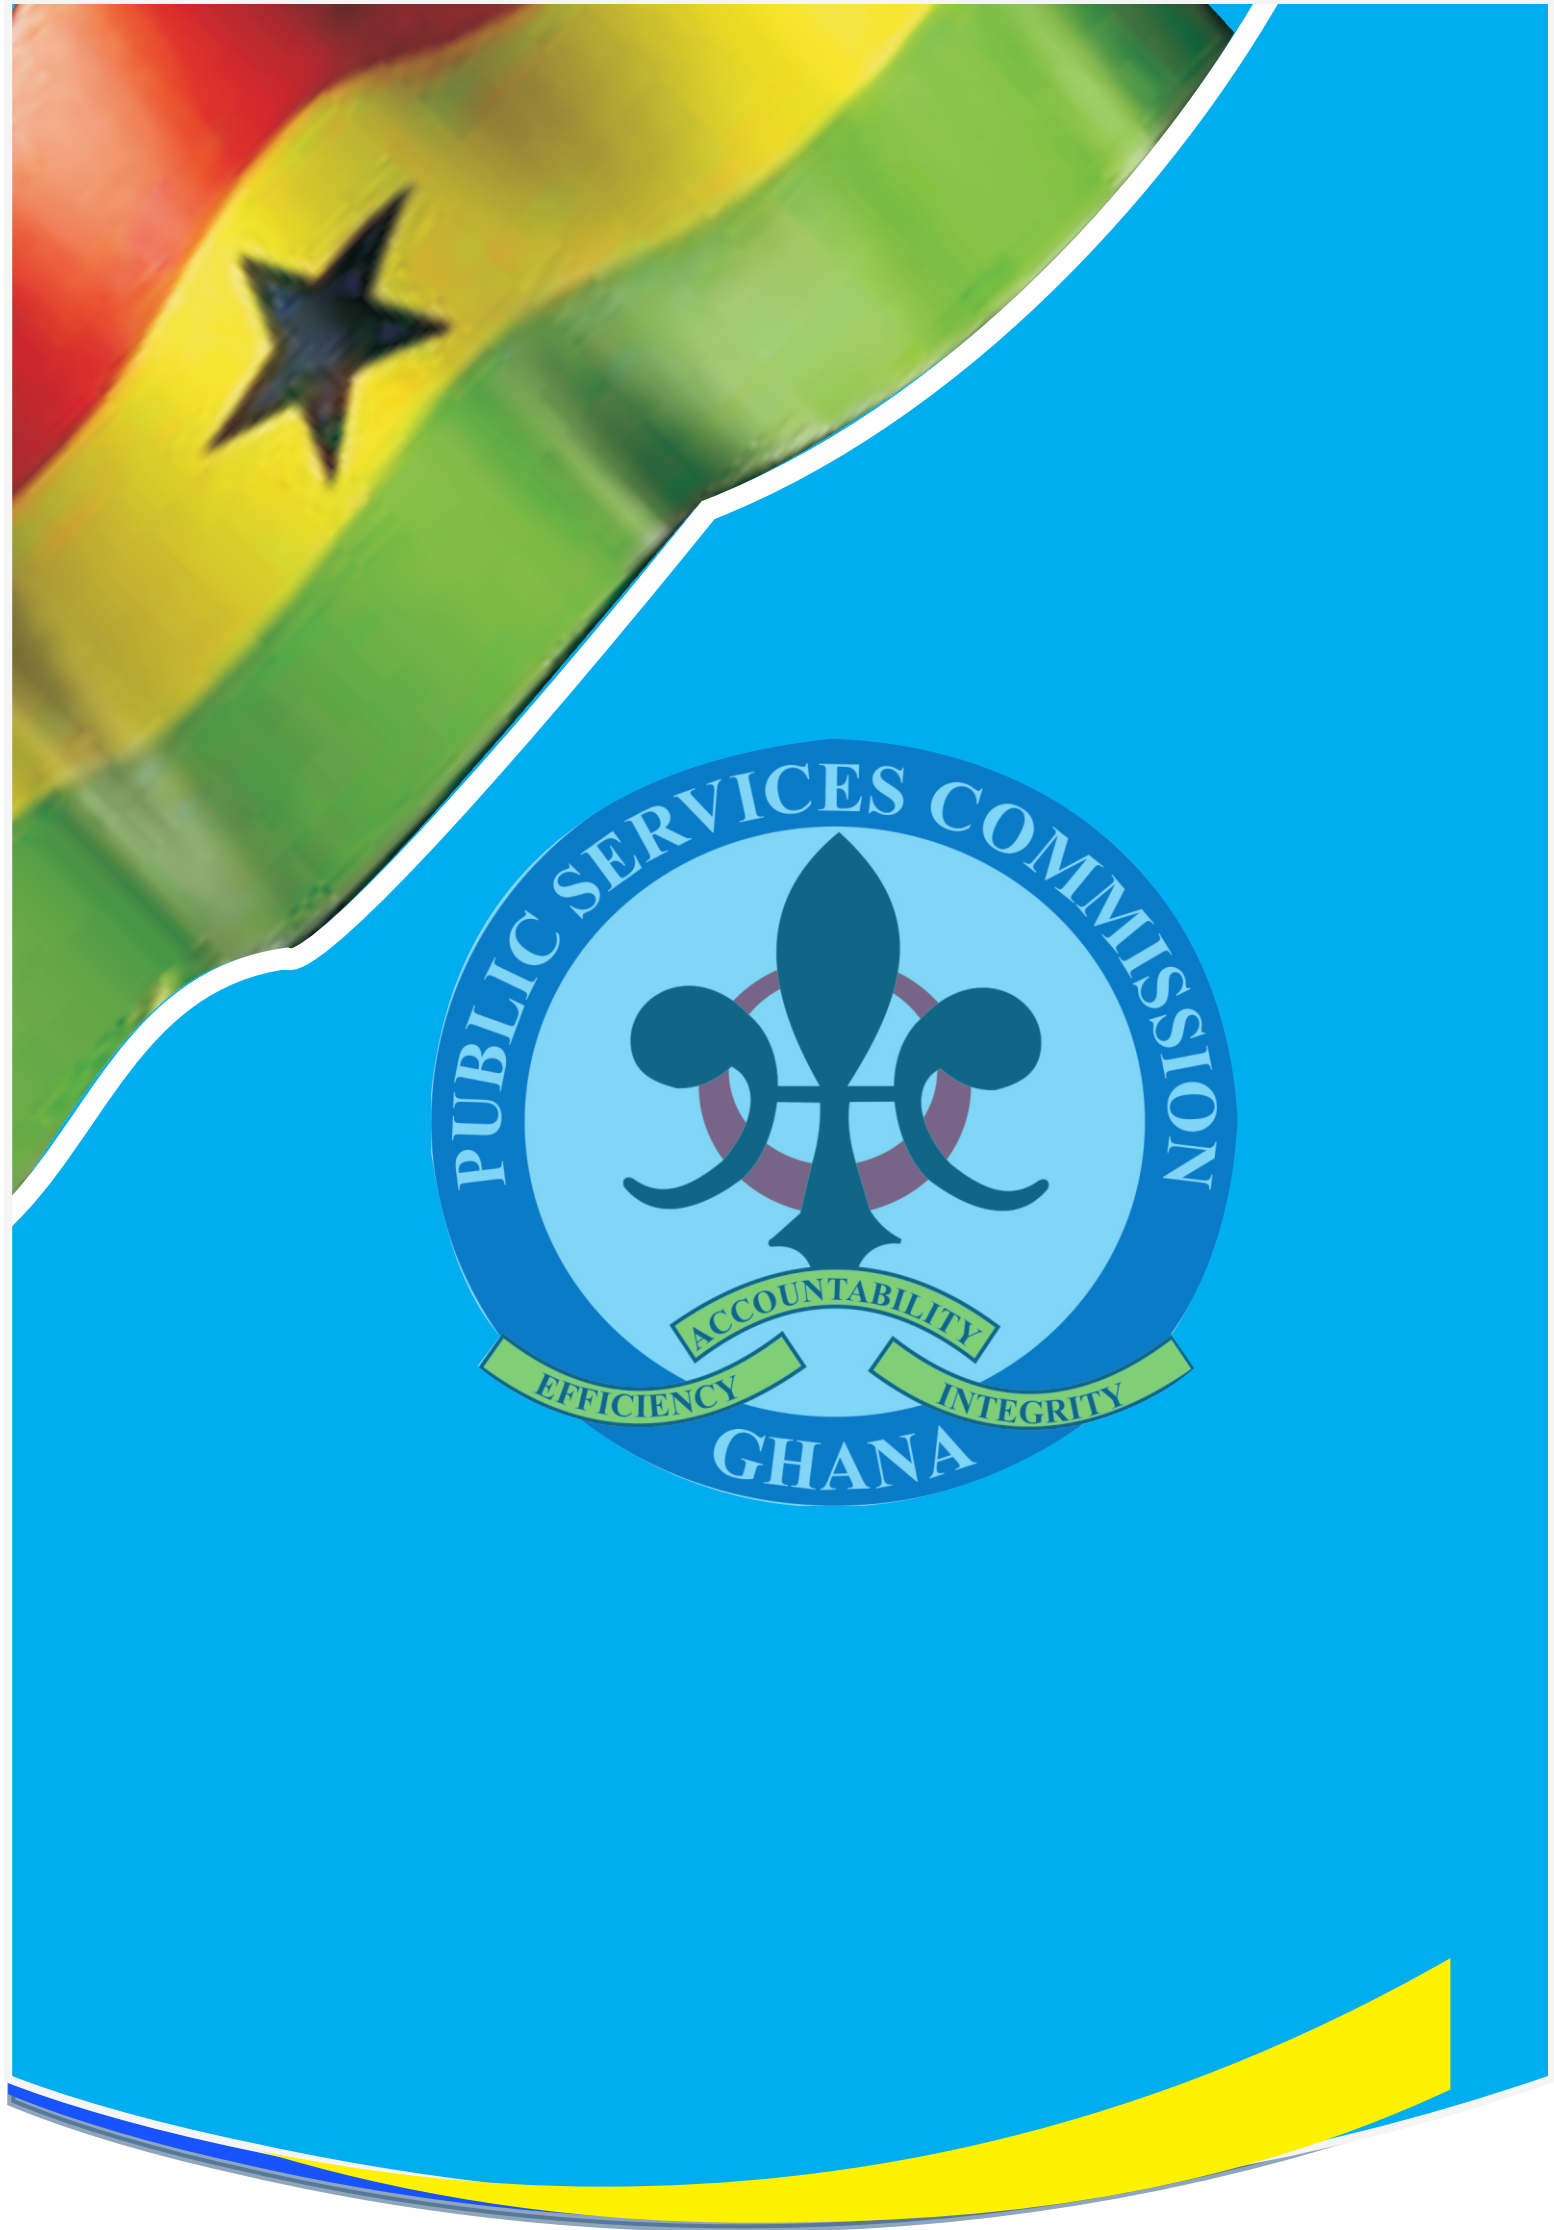 PUBLIC SERVICES COMMISSION
ACCOUNTABILITY
EFFICIENCY
INTEGRITY
GHANA